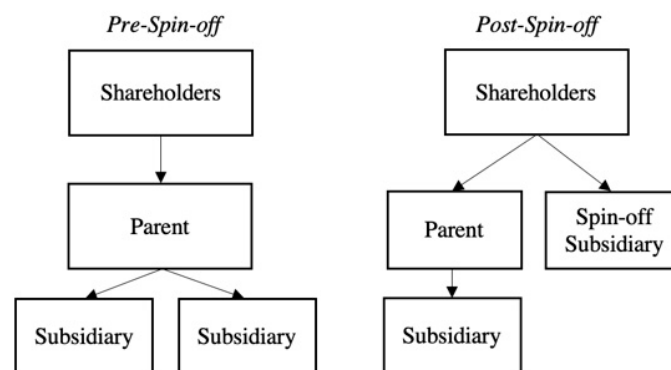 Pre-Spin-off
Shareholders
Parent
Subsidiary
Subsidiary
Post-Spin-off
Shareholders
Parent
Spin-off
Subsidiary
Subsidiary